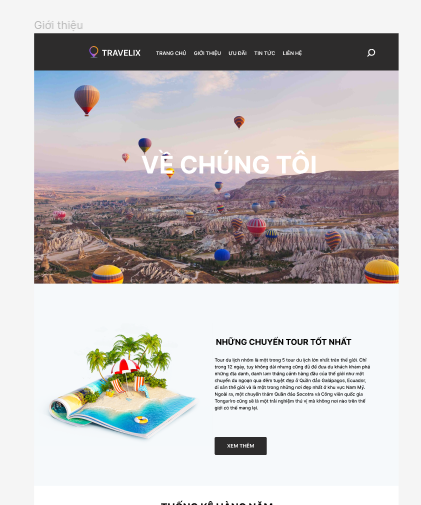 Giới thiệu
TRAVELIX
TRANG CHỦ GIỚI THIỆU ƯU ĐÃI TIN TỨC LIÊN HỆ
VỀ CHÚNG TÔI
NHỮNG CHUYẾN TOUR TỐT NHẤT
Tour du lịch nhóm là một trong 5 tour du lịch lớn nhất trên thế giới. Chỉ
trong 12 ngày, tuy không dài nhưng cũng đủ để đưa du khách khám phá
những địa danh, danh lam thắng cảnh hàng đầu của thế giới như một
chuyến du ngoạn qua đêm tuyệt đẹp ở Quần đảo Galápagos, Ecuador,
di sản thế giới và là một trong những nơi đẹp nhất ở khu vực Nam Mỹ.
Ngoài ra, một chuyến thăm Quần đảo Socotra và Công viên quốc gia
Tongariro cũng sẽ là một trải nghiệm thú vị mà không nơi nào trên thế
giới có thể mang lại.
XEM THÊM
THỐNG KÊ HÀNG NĂM